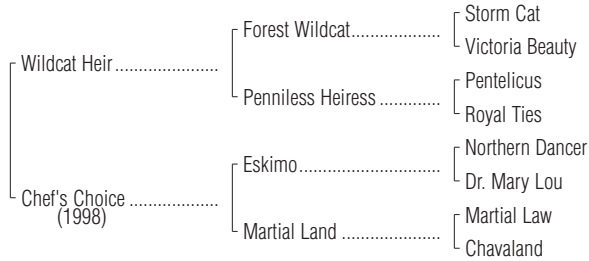 Storm Cat
Forest Wildcat....................
Victoria Beauty
Wildcat Heir .......................
Pentelicus
Penniless Heiress ..............
Royal Ties
Northern Dancer
Eskimo................................
Dr. Mary Lou
Chef's Choice ....................
(1998)
Martial Law
Martial Land ......................
Chavaland